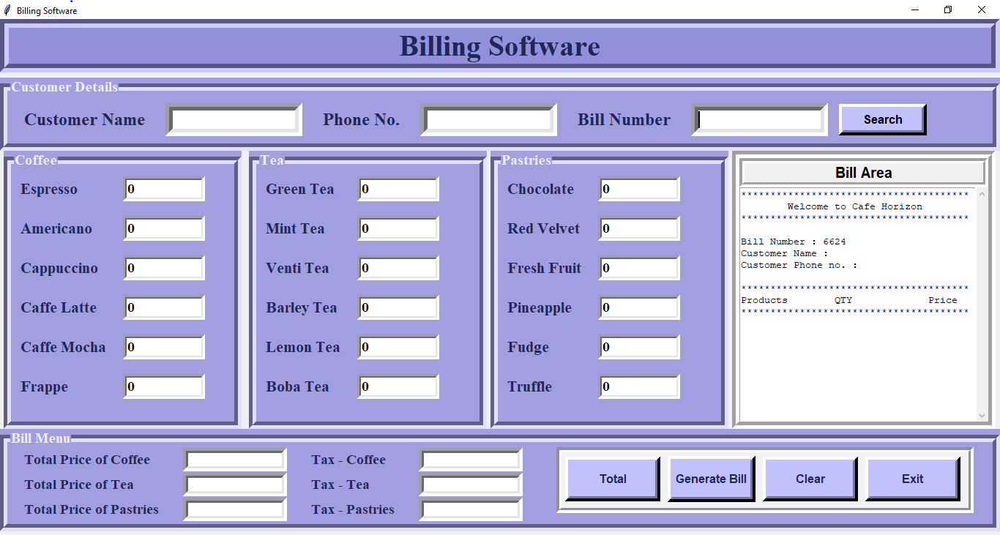 Billing Software
Billing Software
Customer Details
Customer Name Phone No. Bill Number Search
Coffee
Espresso 0
Americano 0
Cappuccino 0
Caffe Latte 0
Caffe Mocha 0
Frappe 0
Tea
Green Tea 0
Mint Tea 0
Venti Tea 0
Barley Tea 0
Lemon Tea 0
Boba Tea 0
Pastries
Chocolate 0
Red Velvet 0
Fresh Fruit 0
Pineapple 0
Fudge 0
Truffle 0
Bill Area
***************************************
Welcome to Cafe Horizon
***************************************
Bill Number : 6624
Customer Name :
Customer Phone no. :
***************************************
Products QTY Price
***************************************
Bill Menu
Total Price of Coffee Tax - Coffee
Total Price of Tea Tax - Tea
Total Price of Pastries Tax - Pastries
Total Generate Bill Clear Exit